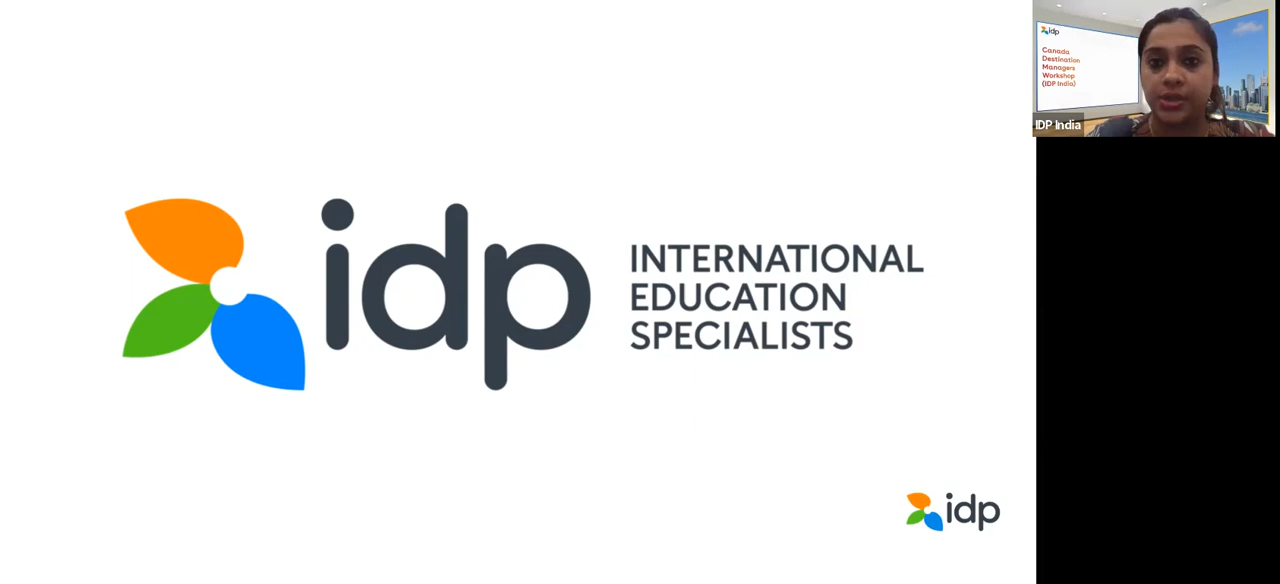 idp
INTERNATIONAL
EDUCATION
SPECIALISTS
idp
idp
Canada
Destination
Managers
Workshop
(IDP India)
IDP India